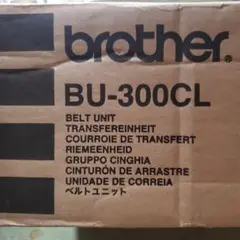 brother®
BU-300CL
BELT UNIT
TRANSFEREINHEIT
COURROIE DE TRANSFERT
RIEMEENHEID
GRUPPO CINGHIA
CINTURÓN DE ARRASTRE
UNIDADE DE CORREIA
ベルトユニット